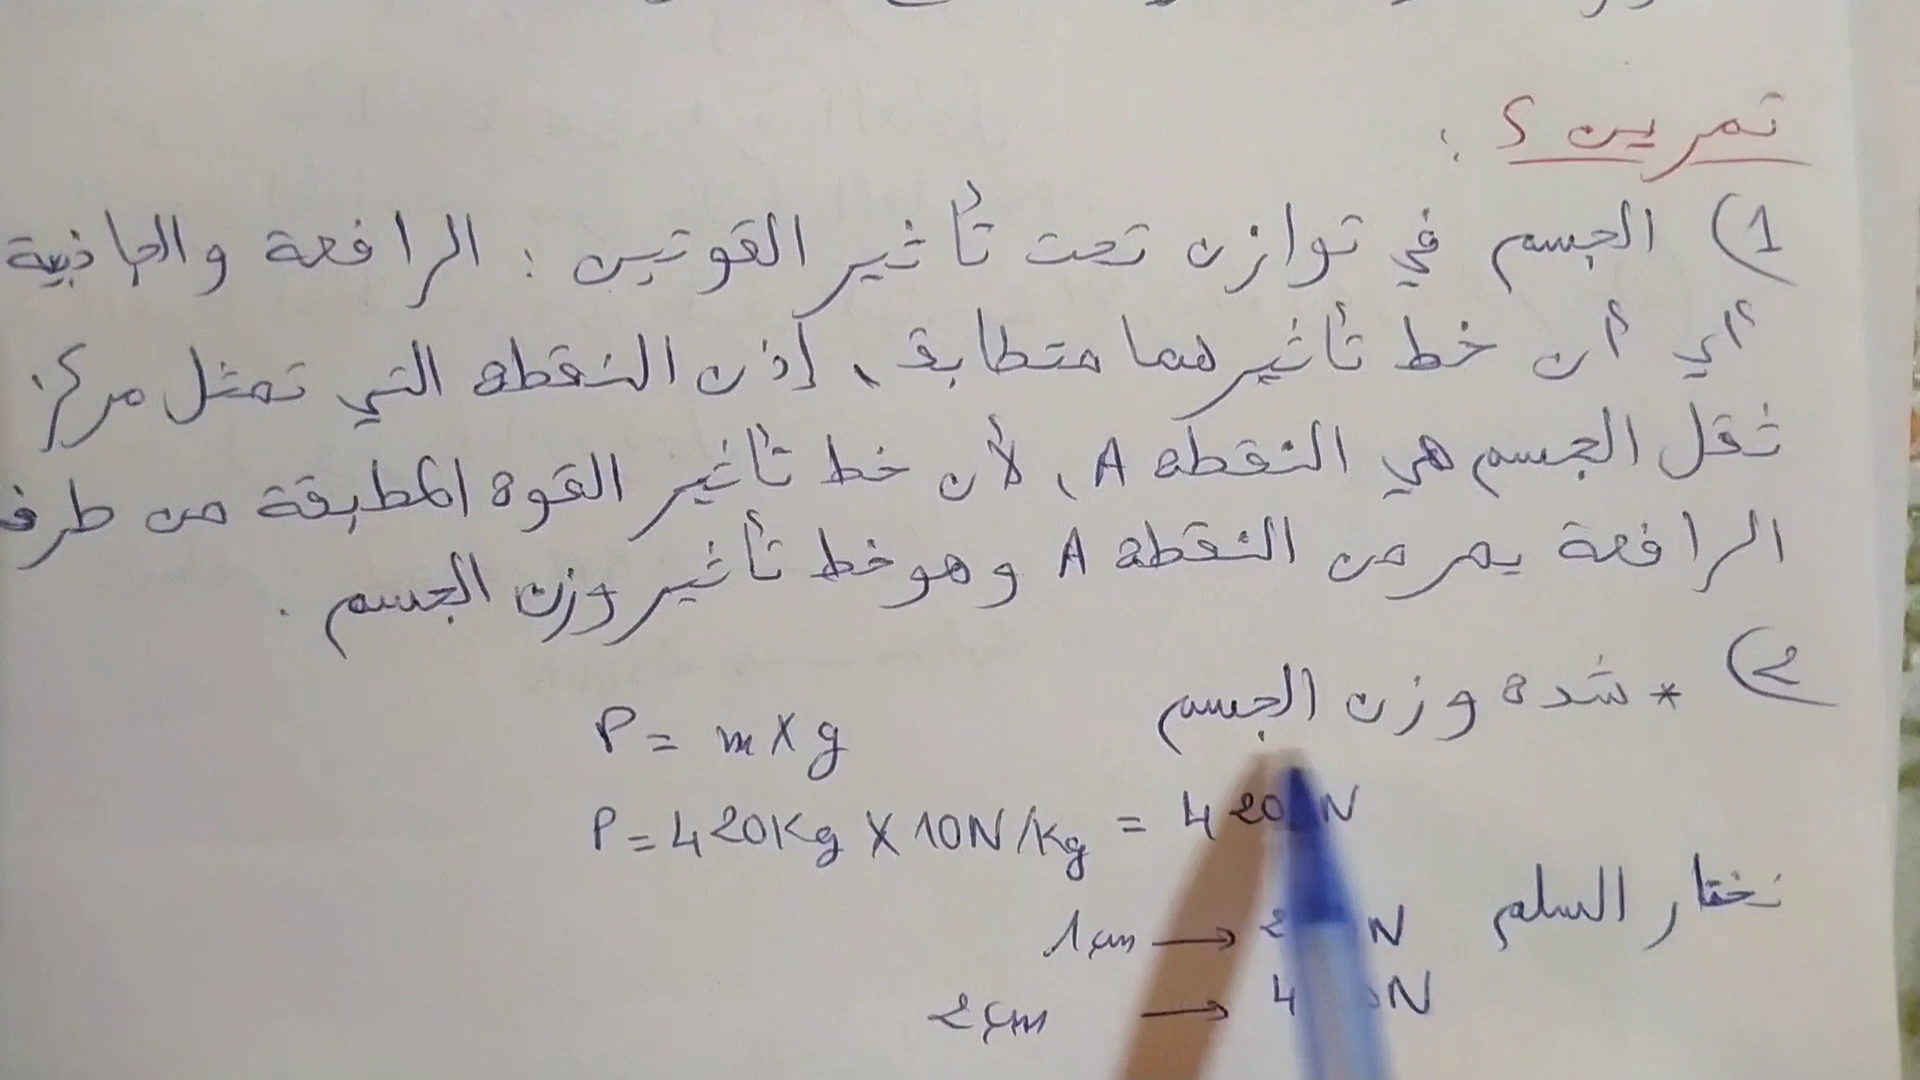 تمرين 5 :
1) الجسم في توازن تحت تأثير القوتين : الرافعة والجاذبية
أي أن خط تأثيرهما متطابق، إذن النقطة التي تمثل مركز
ثقل الجسم هي النقطة A، لأن خط تأثير القوة المطبقة من طرف
الرافعة يمر من النقطة A وهو خط تأثير وزن الجسم .
2) * شدة وزن الجسم P = m X g
P = 420Kg X 10N/Kg = 420 N
نختار السلم 1cm → N
2cm → N